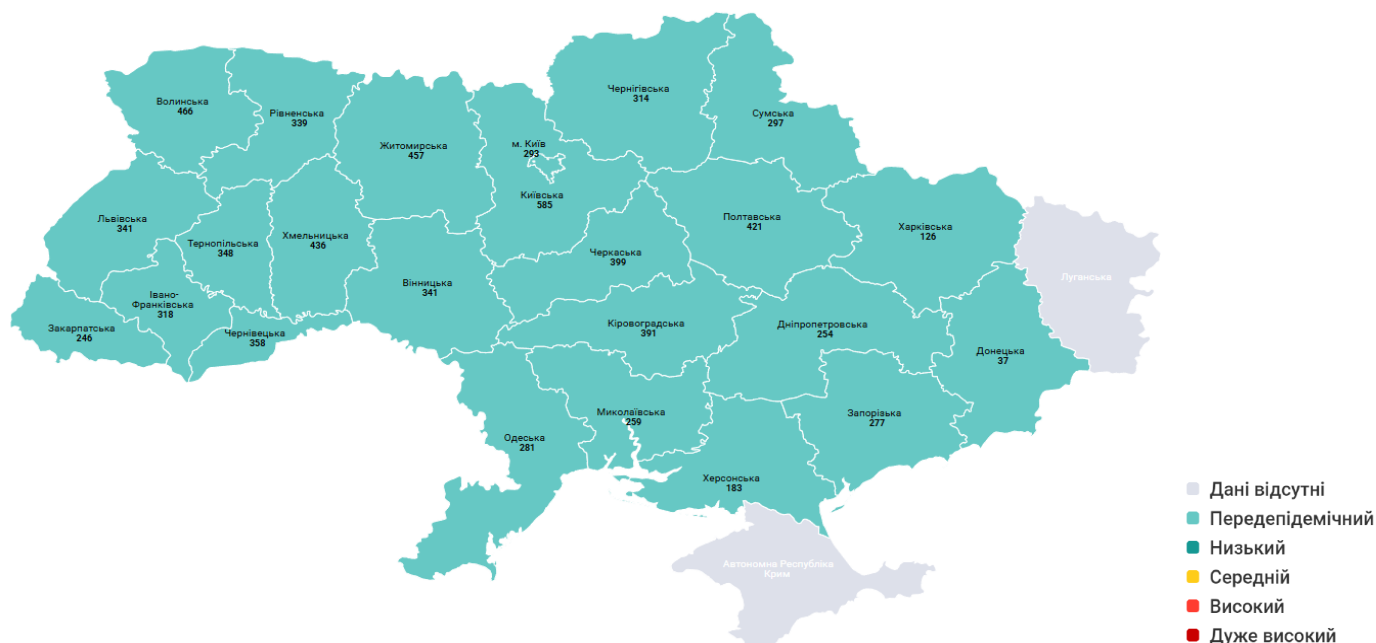 Чернігівська
314
Волинська
466
Рівненська
339
Сумська
297
м. Київ
293
Житомирська
457
Київська
585
Львівська
341
Тернопільська
348
Хмельницька
436
Полтавська
421
Харківська
126
Черкаська
399
Вінницька
341
Луганська
Івано-
Франківська
318
Закарпатська
246
Чернівецька
358
Кіровоградська
391
Дніпропетровська
254
Донецька
37
Миколаївська
259
Запорізька
277
Одеська
281
Херсонська
183
Автономна Республіка
Крим
Дані відсутні
Передепідемічний
Низький
Середній
Високий
Дуже високий